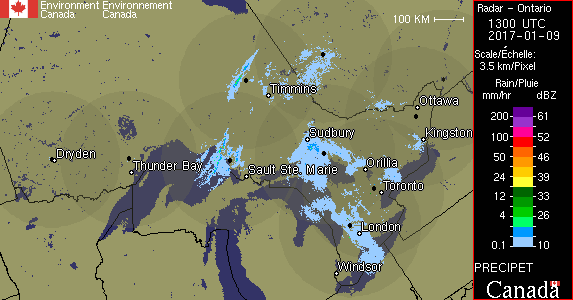 Environment Environnement
Canada Canada
100 KM
Timmins
Ottawa
Sudbury
Kingston
Dryden
Thunder Bay
Sault Ste. Marie
Orillia
Toronto
London
Windsor
Radar - Ontario
1300 UTC
2017-01-09
Scale/Échelle:
3.5 km/Pixel
Rain/Pluie
mm/hr dBZ
200 61
100 52
50 46
24 39
12 33
4 26
0.1 10
PRECIPET
Canada